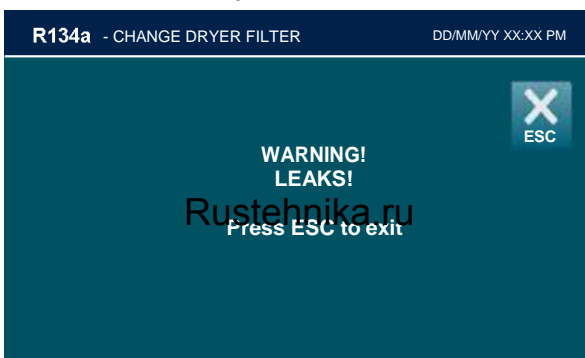 R134a - CHANGE DRYER FILTER DD/MM/YY XX:XX PM
ESC
WARNING!
LEAKS!
Rustehnika.ru
Press ESC to exit